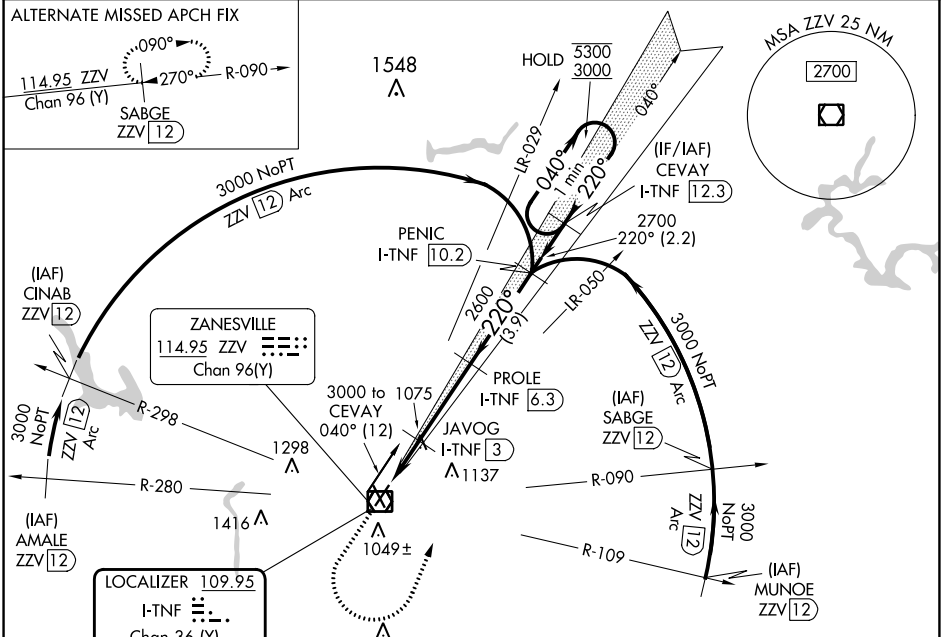 ALTERNATE MISSED APCH FIX
090°
114.95 ZZV
Chan 96 (Y)
270°
R-090
SABGE
ZZV 12
1548
HOLD
5300
3000
MSA ZZV 25 NM
2700
LR-029
040°
040°
1 min
220°
(IF/IAF)
CEVAY
I-TNF 12.3
3000 NoPT
ZZV 12 Arc
PENIC
I-TNF 10.2
2700
220° (2.2)
LR-050
(IAF)
CINAB
ZZV 12
2600
220°
(3.9)
3000 NoPT
ZZV 12 Arc
ZANESVILLE
114.95 ZZV
Chan 96(Y)
PROLE
I-TNF 6.3
3000
NoPT
ZZV 12
Arc
R-298
3000 to
CEVAY
040° (12)
1075
JAVOG
I-TNF 3
1137
(IAF)
SABGE
ZZV 12
1298
R-280
R-090
(IAF)
AMALE
ZZV 12
1416
1049±
R-109
ZZV 12
Arc
3000
NoPT
(IAF)
MUNOE
ZZV 12
LOCALIZER 109.95
I-TNF
Chan 36 (Y)